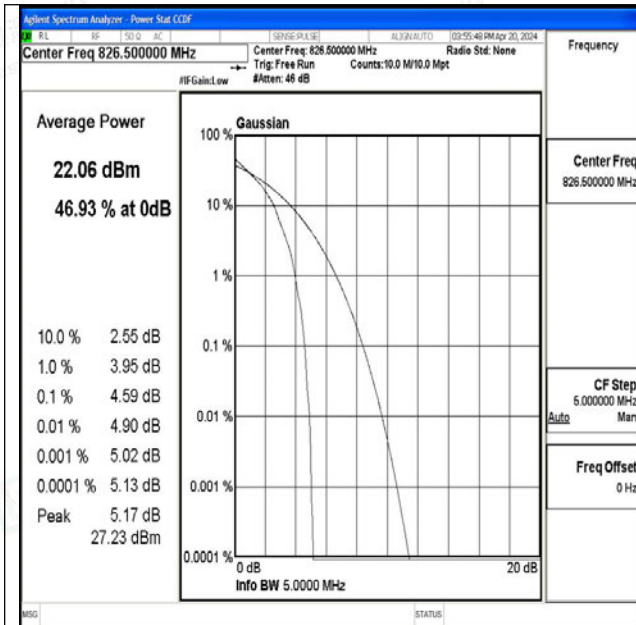 Agilent Spectrum Analyzer - Power Stat CCDF
RL RF 50 Ω AC SENSE:PULSE ALIGNAUTO 03:55:48 PM Apr 20, 2024
Center Freq 826.500000 MHz
Center Freq: 826.500000 MHz Radio Std: None
Trig: Free Run Counts:10.0 M/10.0 Mpt
#IFGain:Low #Atten: 46 dB
Average Power
22.06 dBm
46.93 % at 0dB
10.0 % 2.55 dB
1.0 % 3.95 dB
0.1 % 4.59 dB
0.01 % 4.90 dB
0.001 % 5.02 dB
0.0001 % 5.13 dB
Peak 5.17 dB
27.23 dBm
Gaussian
100 %
10 %
1 %
0.1 %
0.01 %
0.001 %
0.0001 %
0 dB 20 dB
Info BW 5.0000 MHz
Frequency
Center Freq
826.500000 MHz
CF Step
5.000000 MHz
Auto Man
Freq Offset
0 Hz
MSG STATUS